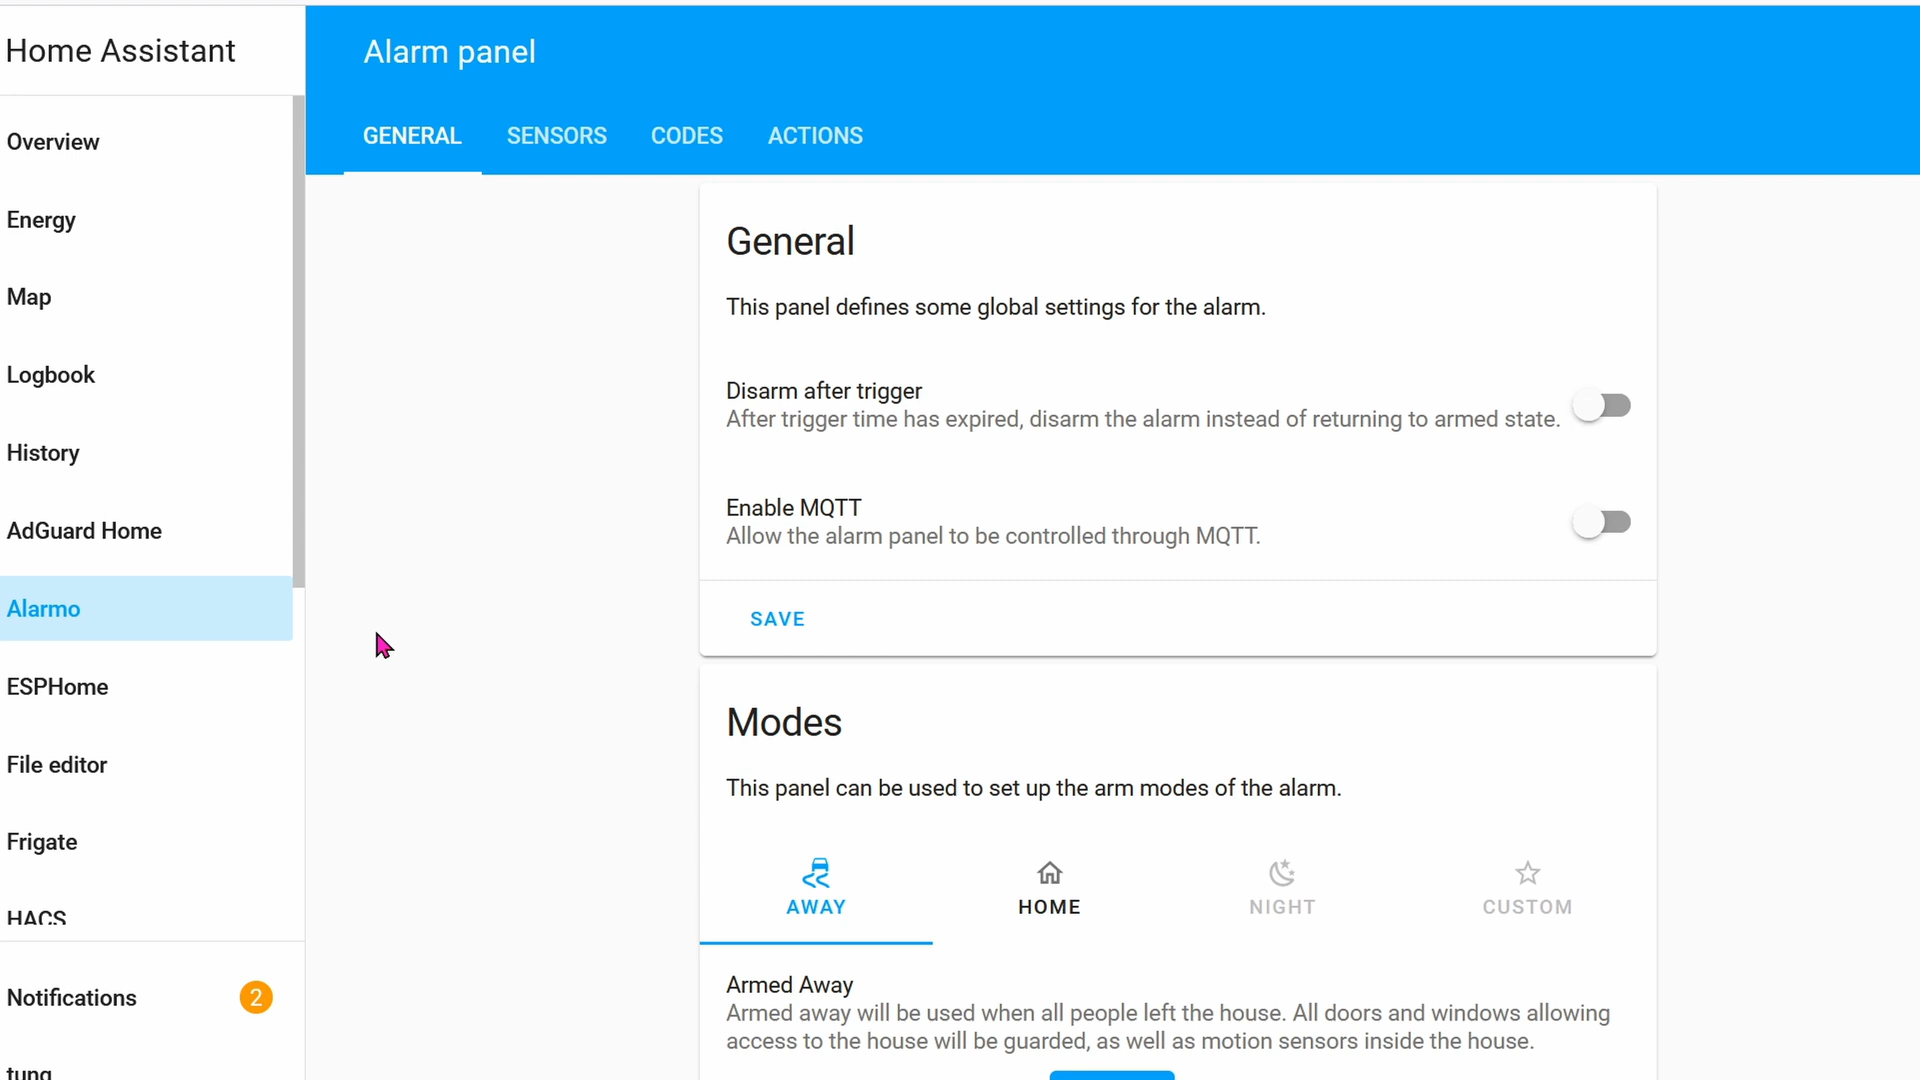 Home Assistant
Alarm panel
GENERAL
SENSORS
CODES
ACTIONS
Overview
Energy
Map
Logbook
History
AdGuard Home
Alarmo
ESPHome
File editor
Frigate
HACS
Notifications
2
tung
General
This panel defines some global settings for the alarm.
Disarm after trigger
After trigger time has expired, disarm the alarm instead of returning to armed state.
Enable MQTT
Allow the alarm panel to be controlled through MQTT.
SAVE
Modes
This panel can be used to set up the arm modes of the alarm.
AWAY
HOME
NIGHT
CUSTOM
Armed Away
Armed away will be used when all people left the house. All doors and windows allowing
access to the house will be guarded, as well as motion sensors inside the house.